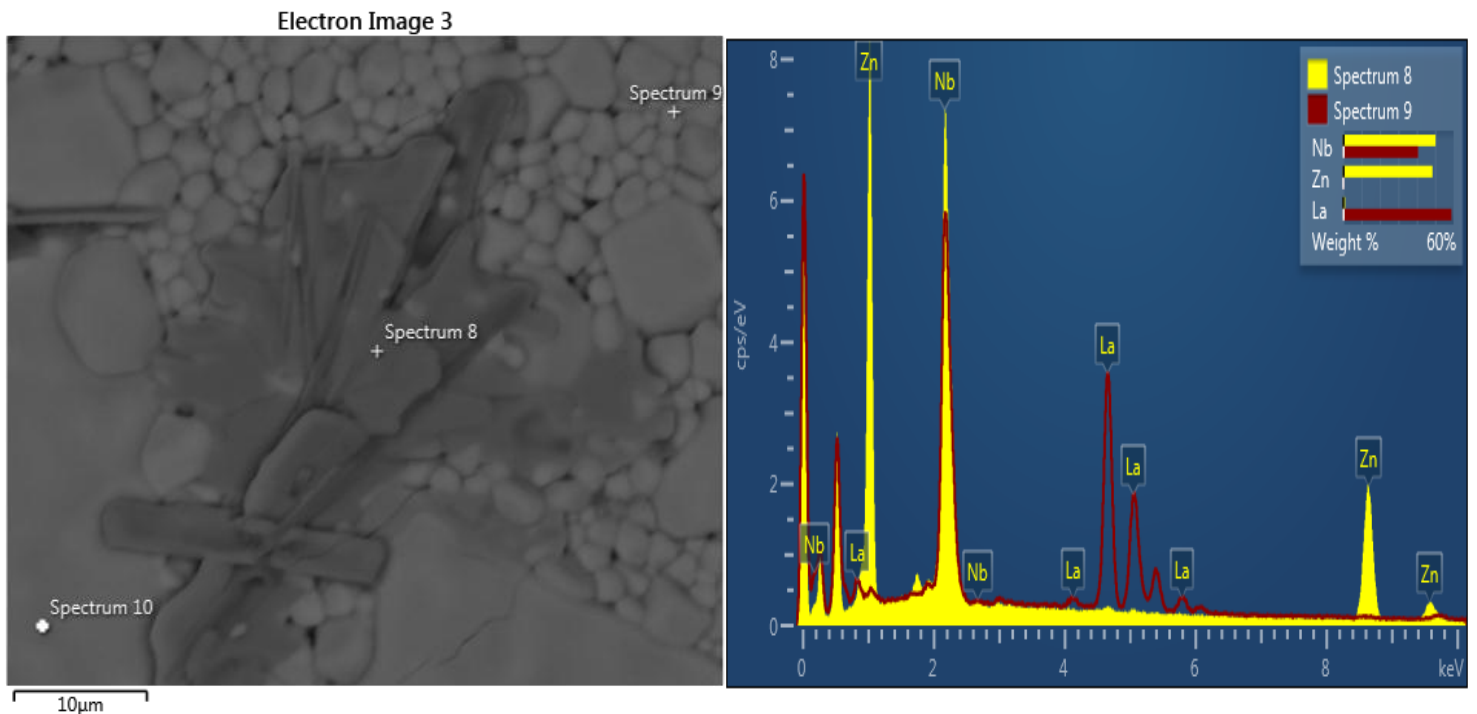 Electron Image 3
Spectrum 9
Spectrum 8
Spectrum 10
10µm
8
6
4
2
0
cps/eV
Zn
Nb
La
La
Zn
Nb
La
Nb
La
La
Zn
0
2
4
6
8
keV
Spectrum 8
Spectrum 9
Nb
Zn
La
Weight % 60%